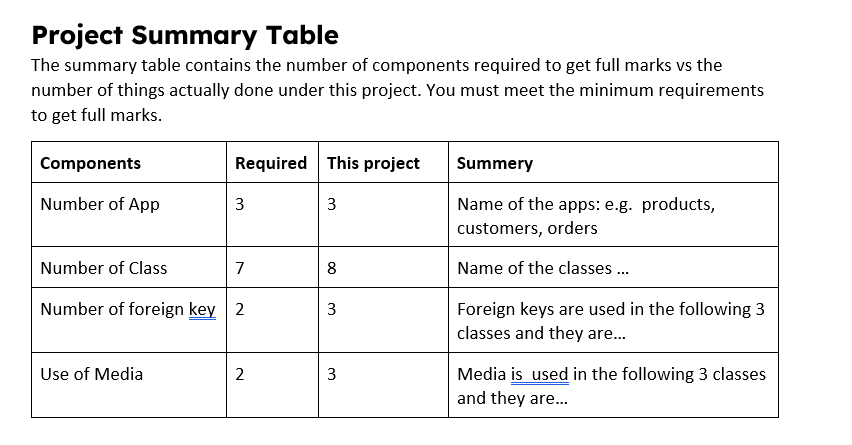 Project Summary Table
The summary table contains the number of components required to get full marks vs the
number of things actually done under this project. You must meet the minimum requirements
to get full marks.
Components Required This project Summery
Number of App 3 3 Name of the apps: e.g.  products,
customers, orders
Number of Class 7 8 Name of the classes ...
Number of foreign key 2 3 Foreign keys are used in the following 3
classes and they are...
Use of Media 2 3 Media is  used in the following 3 classes
and they are...